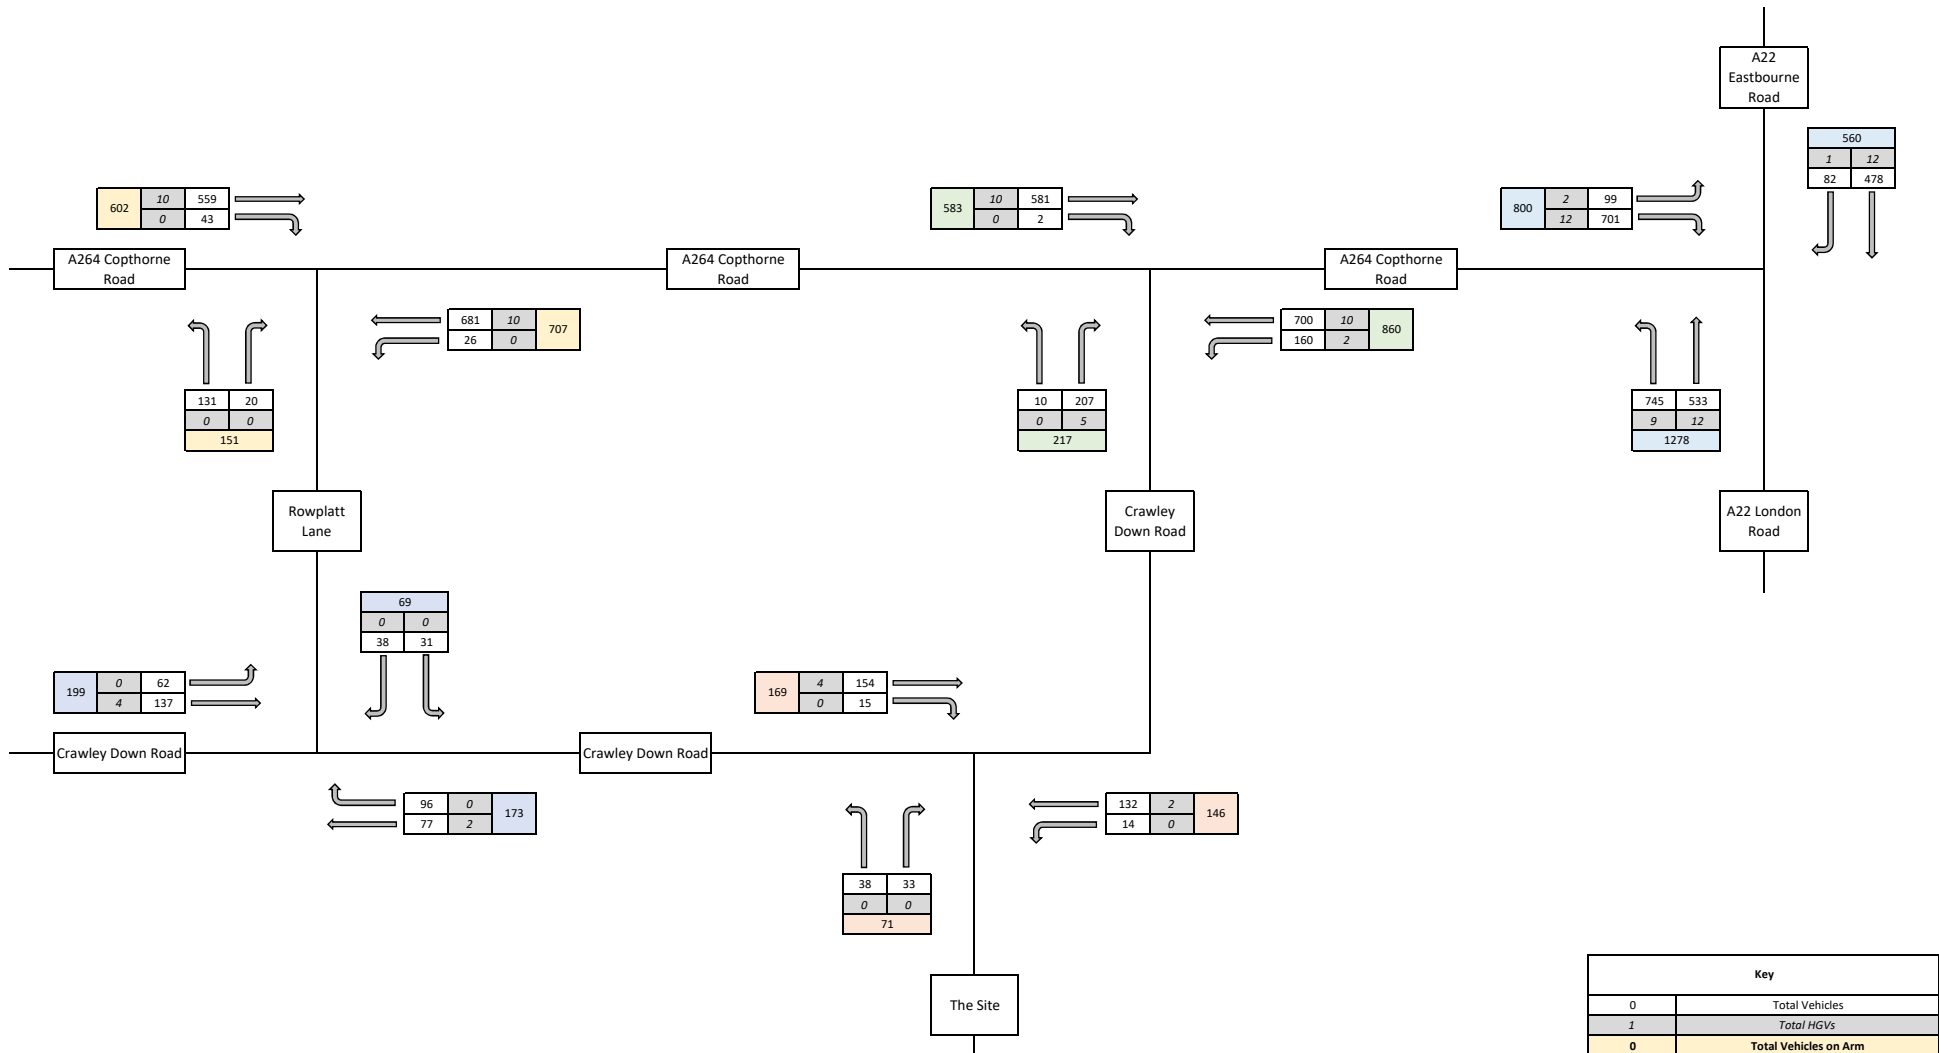 A22
Eastbourne
Road
560
1 12
82 478
602 10 559
0 43
583 10 581
0 2
800 2 99
12 701
A264 Copthorne
Road
A264 Copthorne
Road
A264 Copthorne
Road
681 10 707
26 0
700 10 860
160 2
131 20
0 0
151
10 207
0 5
217
745 533
9 12
1278
Rowplatt
Lane
Crawley
Down Road
A22 London
Road
69
0 0
38 31
199 0 62
4 137
169 4 154
0 15
Crawley Down Road
Crawley Down Road
96 0 173
77 2
132 2 146
14 0
38 33
0 0
71
The Site
Key
0 Total Vehicles
1 Total HGVs
0 Total Vehicles on Arm